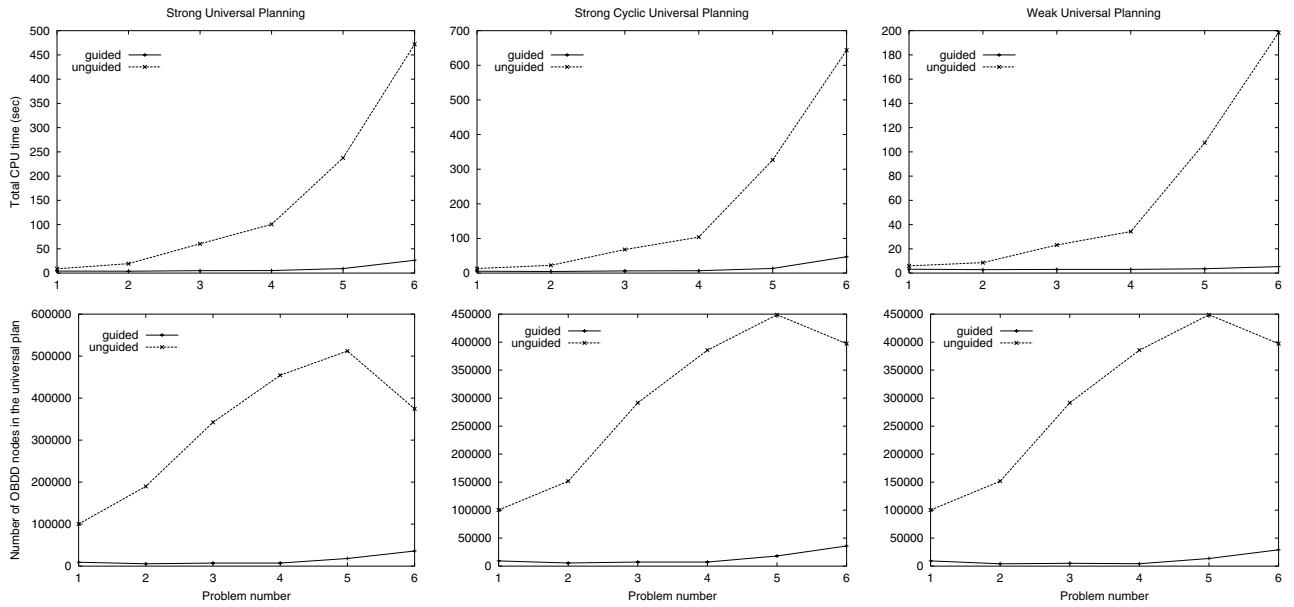 Strong Universal Planning
Strong Cyclic Universal Planning
Weak Universal Planning
Total CPU time (sec)
500
450
400
350
300
250
200
150
100
50
0
guided
unguided
1 2 3 4 5 6
700
600
500
400
300
200
100
0
guided
unguided
1 2 3 4 5 6
200
180
160
140
120
100
80
60
40
20
0
guided
unguided
1 2 3 4 5 6
Number of OBDD nodes in the universal plan
600000
500000
400000
300000
200000
100000
0
guided
unguided
1 2 3 4 5 6
Problem number
450000
400000
350000
300000
250000
200000
150000
100000
50000
0
guided
unguided
1 2 3 4 5 6
Problem number
450000
400000
350000
300000
250000
200000
150000
100000
50000
0
guided
unguided
1 2 3 4 5 6
Problem number